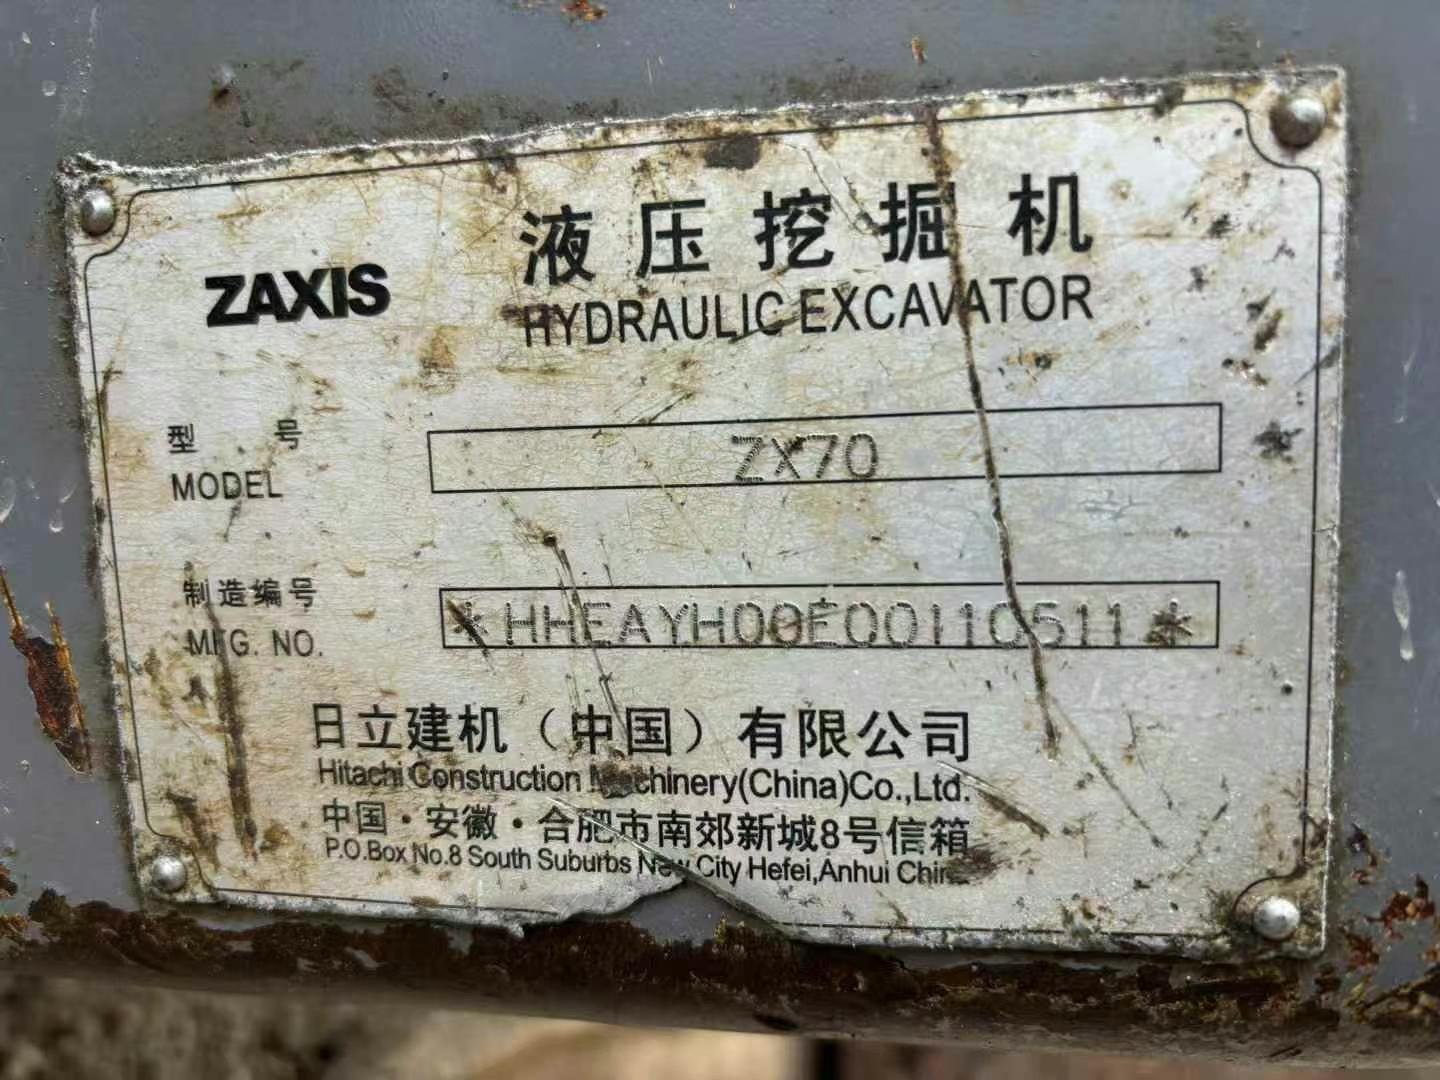 液压挖掘机
ZAXIS
HYDRAULIC EXCAVATOR
型 号
MODEL
ZX70
制造编号
MFG. NO.
*HHEAYH00E00110511*
日立建机（中国）有限公司
Hitachi Construction Machinery(China)Co.,Ltd.
中国·安徽·合肥市南郊新城8号信箱
P.O.Box No.8 South Suburbs New City Hefei,Anhui China